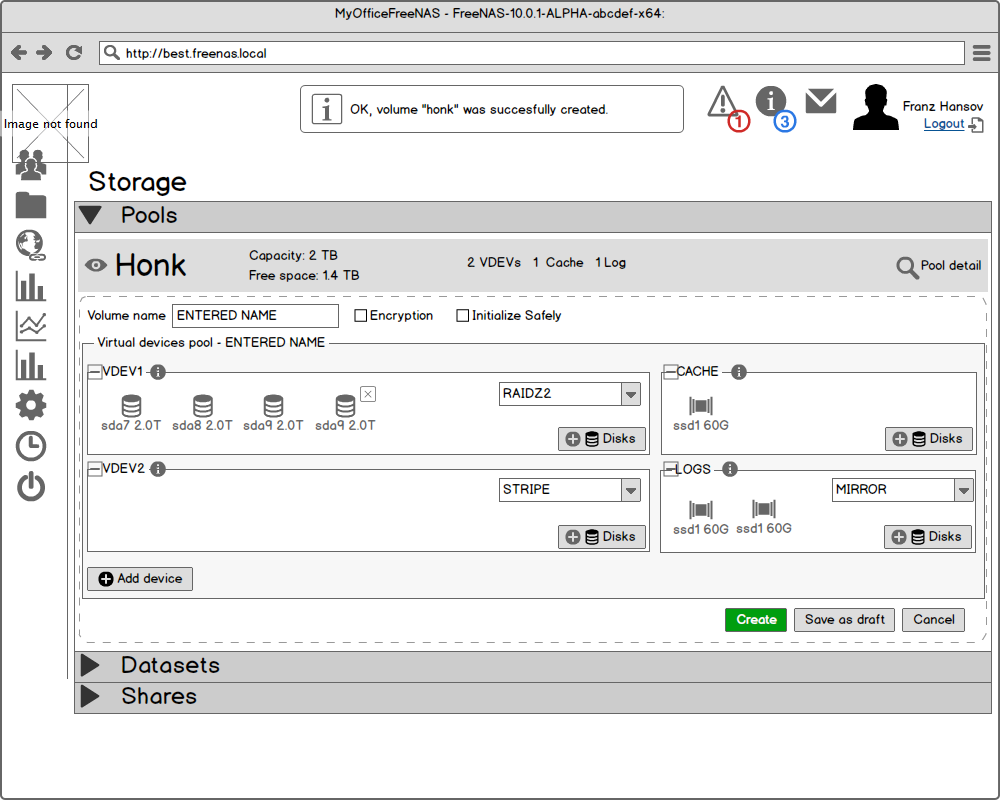 MyOfficeFreeNAS - FreeNAS-10.0.1-ALPHA-abcdef-x64:
http://best.freenas.local
Image not found
OK, volume "honk" was succesfully created.
1
3
Franz Hansov
Logout
Storage
Pools
Honk
Capacity: 2 TB
Free space: 1.4 TB
2 VDEVs 1 Cache 1 Log
Pool detail
Volume name ENTERED NAME Encryption Initialize Safely
Virtual devices pool - ENTERED NAME
VDEV1
RAIDZ2
sda7 2.0T sda8 2.0T sda9 2.0T sda9 2.0T
Disks
CACHE
ssd1 60G
Disks
VDEV2
STRIPE
Disks
LOGS
MIRROR
ssd1 60G ssd1 60G
Disks
Add device
Create Save as draft Cancel
Datasets
Shares